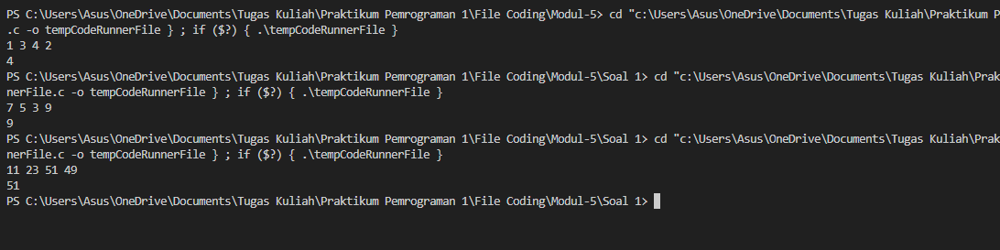 PS C:\Users\Asus\OneDrive\Documents\Tugas Kuliah\Praktikum Pemrograman 1\File Coding\Modul-5> cd "c:\Users\Asus\OneDrive\Documents\Tugas Kuliah\Praktikum P
.c -o tempCodeRunnerFile } ; if ($?) { .\tempCodeRunnerFile }
1 3 4 2
4
PS C:\Users\Asus\OneDrive\Documents\Tugas Kuliah\Praktikum Pemrograman 1\File Coding\Modul-5\Soal 1> cd "c:\Users\Asus\OneDrive\Documents\Tugas Kuliah\Prak
nerFile.c -o tempCodeRunnerFile } ; if ($?) { .\tempCodeRunnerFile }
7 5 3 9
9
PS C:\Users\Asus\OneDrive\Documents\Tugas Kuliah\Praktikum Pemrograman 1\File Coding\Modul-5\Soal 1> cd "c:\Users\Asus\OneDrive\Documents\Tugas Kuliah\Prak
nerFile.c -o tempCodeRunnerFile } ; if ($?) { .\tempCodeRunnerFile }
11 23 51 49
51
PS C:\Users\Asus\OneDrive\Documents\Tugas Kuliah\Praktikum Pemrograman 1\File Coding\Modul-5\Soal 1>